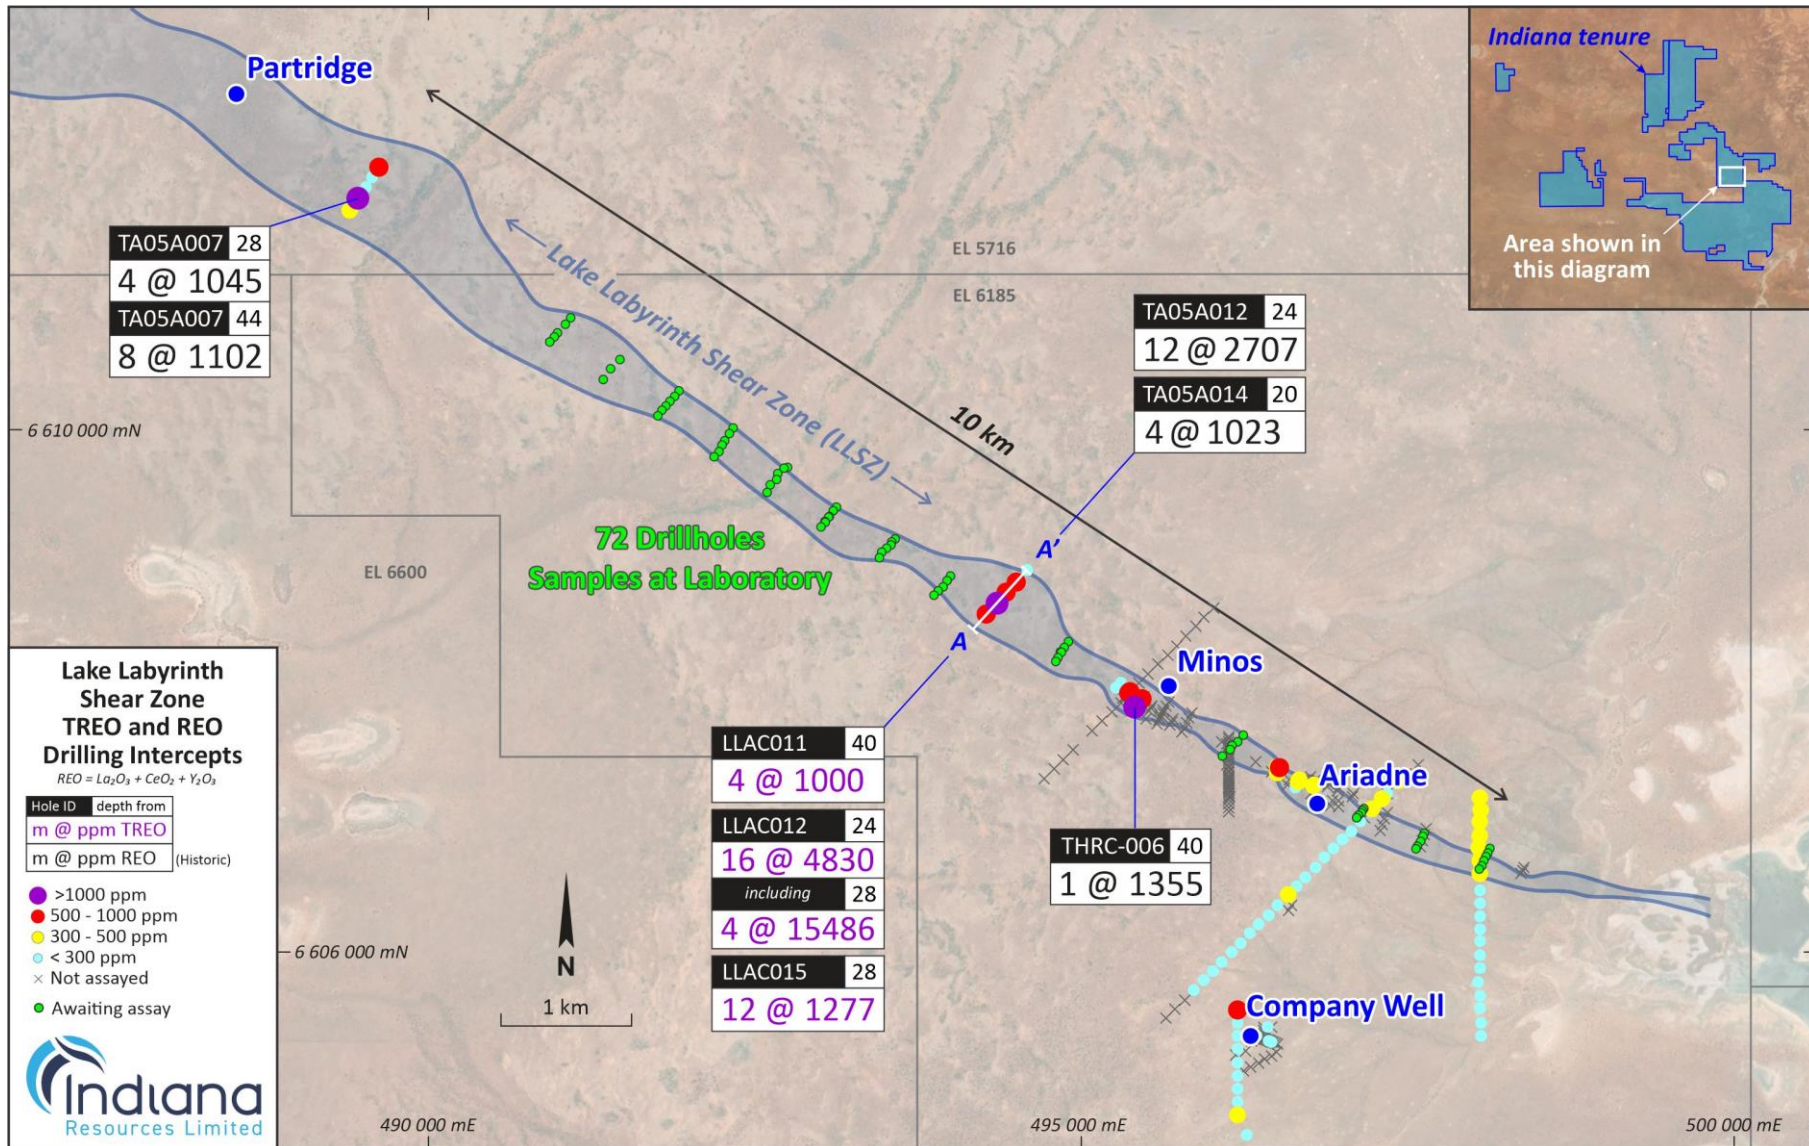 Partridge
Indiana tenure
Area shown in
this diagram
TA05A007 28
4 @ 1045
TA05A007 44
8 @ 1102
Lake Labyrinth Shear Zone (LLSZ)
EL 5716
EL 6185
10 km
TA05A012 24
12 @ 2707
TA05A014 20
4 @ 1023
6 610 000 mN
72 Drillholes
Samples at Laboratory
EL 6600
A'
A
Minos
Lake Labyrinth
Shear Zone
TREO and REO
Drilling Intercepts
REO = La₂O₃ + CeO₂ + Y₂O₃
Hole ID depth from
m @ ppm TREO
m @ ppm REO (Historic)
>1000 ppm
500 - 1000 ppm
300 - 500 ppm
< 300 ppm
Not assayed
Awaiting assay
Indiana
Resources Limited
LLAC011 40
4 @ 1000
LLAC012 24
16 @ 4830
including 28
4 @ 15486
LLAC015 28
12 @ 1277
Ariadne
THRC-006 40
1 @ 1355
6 606 000 mN
N
1 km
Company Well
490 000 mE
495 000 mE
500 000 mE